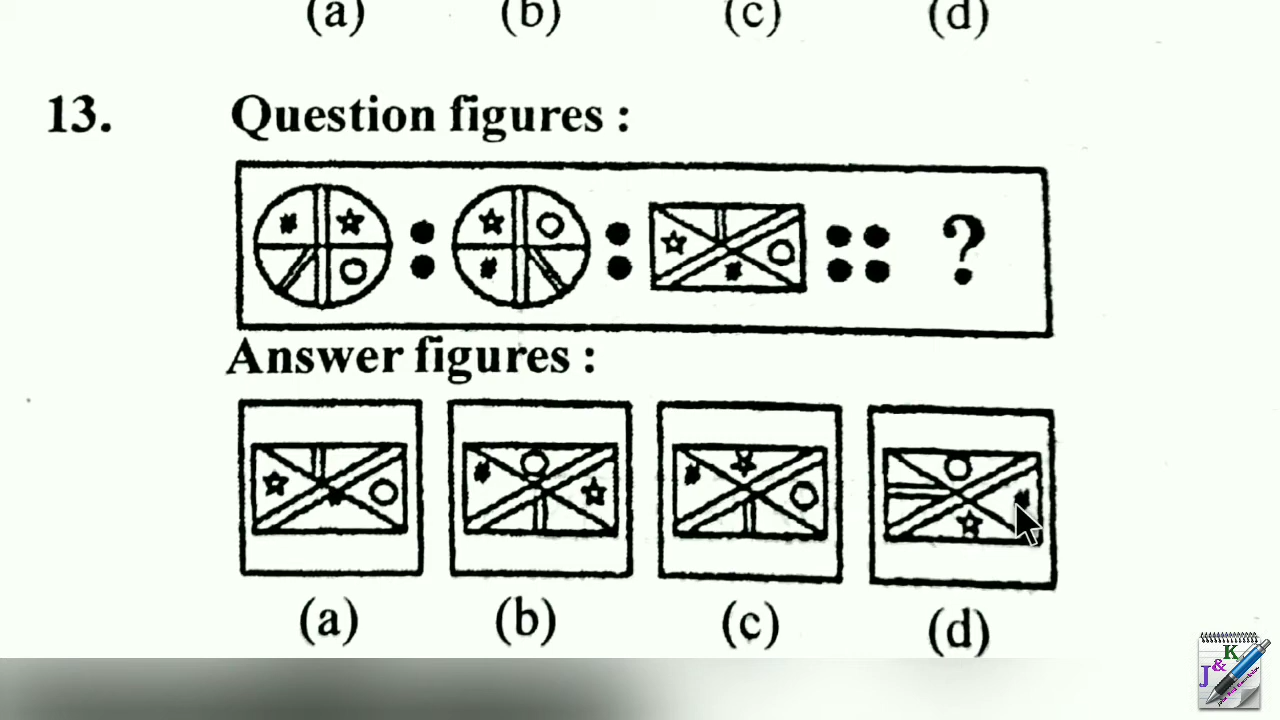 (a) (b) (c) (d)
13. Question figures :
?
Answer figures :
(a) (b) (c) (d)
J&K